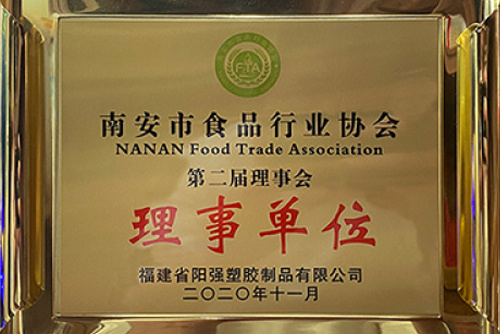 FTA
南安市食品行业协会
NANAN Food Trade Association
第二届理事会
理事单位
福建省阳强塑胶制品有限公司
二〇二〇年十一月